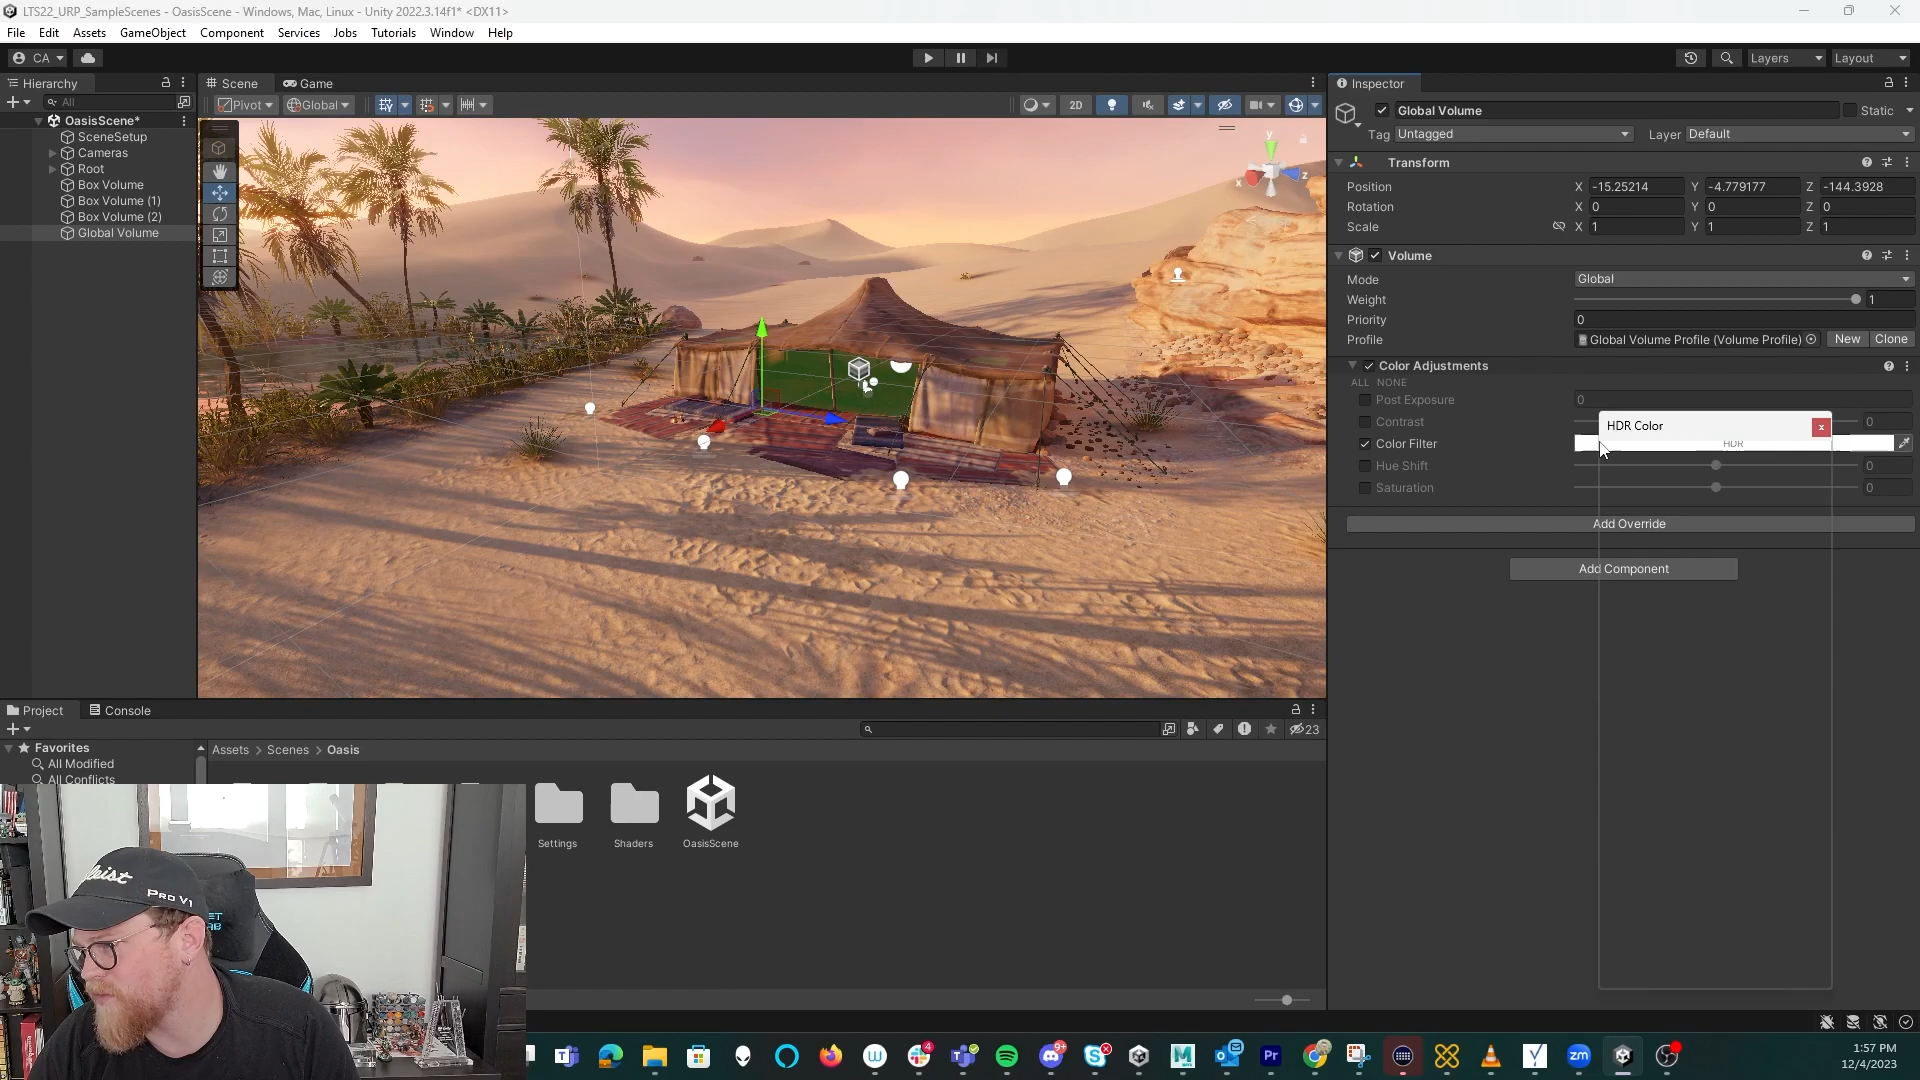 LTS22_URP_SampleScenes - OasisScene - Windows, Mac, Linux - Unity 2022.3.14f1* <DX11>
File Edit Assets GameObject Component Services Jobs Tutorials Window Help
CA Layers Layout
Hierarchy Scene Game Inspector
All Pivot Global 2D
OasisScene*
SceneSetup
Cameras
Root
Box Volume
Box Volume (1)
Box Volume (2)
Global Volume
y
x
z
Global Volume Static
Tag Untagged Layer Default
Transform
Position X -15.25214 Y -4.779177 Z -144.3928
Rotation X 0 Y 0 Z 0
Scale X 1 Y 1 Z 1
Volume
Mode Global
Weight 1
Priority 0
Profile Global Volume Profile (Volume Profile) New Clone
Color Adjustments
ALL NONE
Post Exposure 0
Contrast 0
HDR Color x
Color Filter HDR
Hue Shift 0
Saturation 0
Add Override
Add Component
Project Console
23
Favorites
All Modified
All Conflicts
Assets > Scenes > Oasis
Settings Shaders OasisScene
PRO V1
4 9+
Pr zm
1:57 PM
12/4/2023